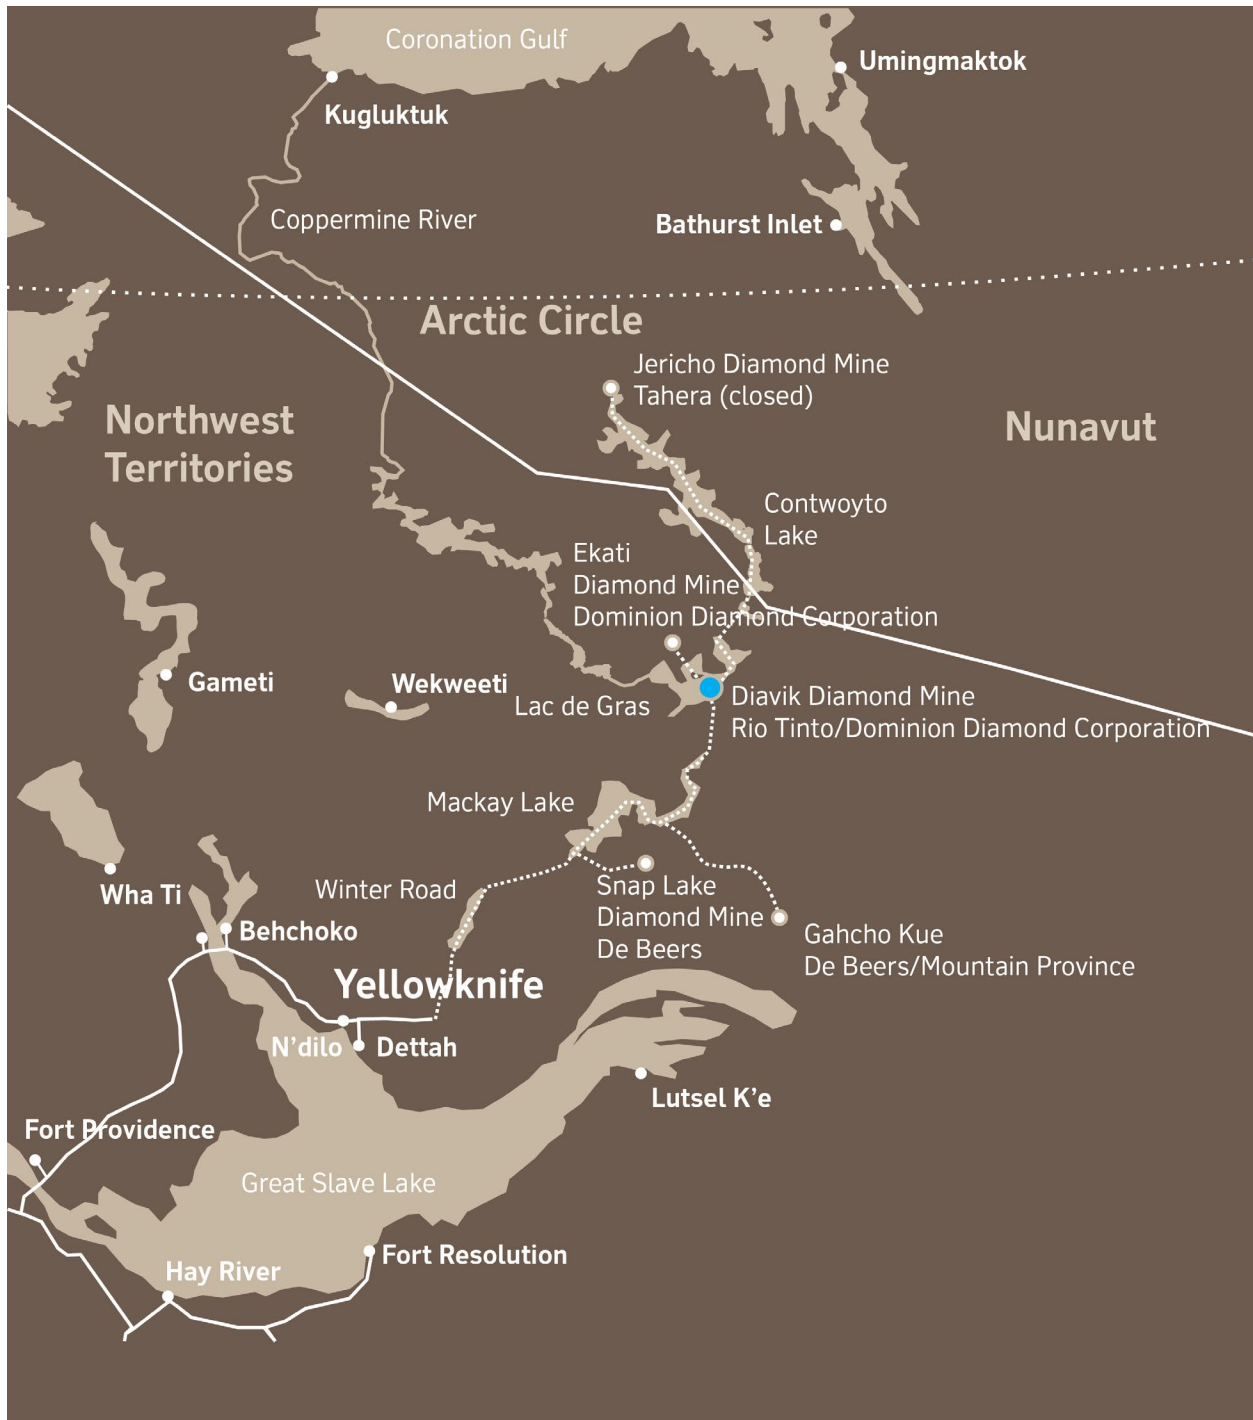 Coronation Gulf
Umingmaktok
Kugluktuk
Coppermine River
Bathurst Inlet
Arctic Circle
Jericho Diamond Mine
Tahera (closed)
Northwest
Territories
Nunavut
Contwoyto
Lake
Ekati
Diamond Mine
Dominion Diamond Corporation
Gameti
Wekweeti
Lac de Gras
Diavik Diamond Mine
Rio Tinto/Dominion Diamond Corporation
Mackay Lake
Winter Road
Snap Lake
Diamond Mine
De Beers
Wha Ti
Behchoko
Gahcho Kue
De Beers/Mountain Province
Yellowknife
N'dilo
Dettah
Lutsel K'e
Fort Providence
Great Slave Lake
Fort Resolution
Hay River